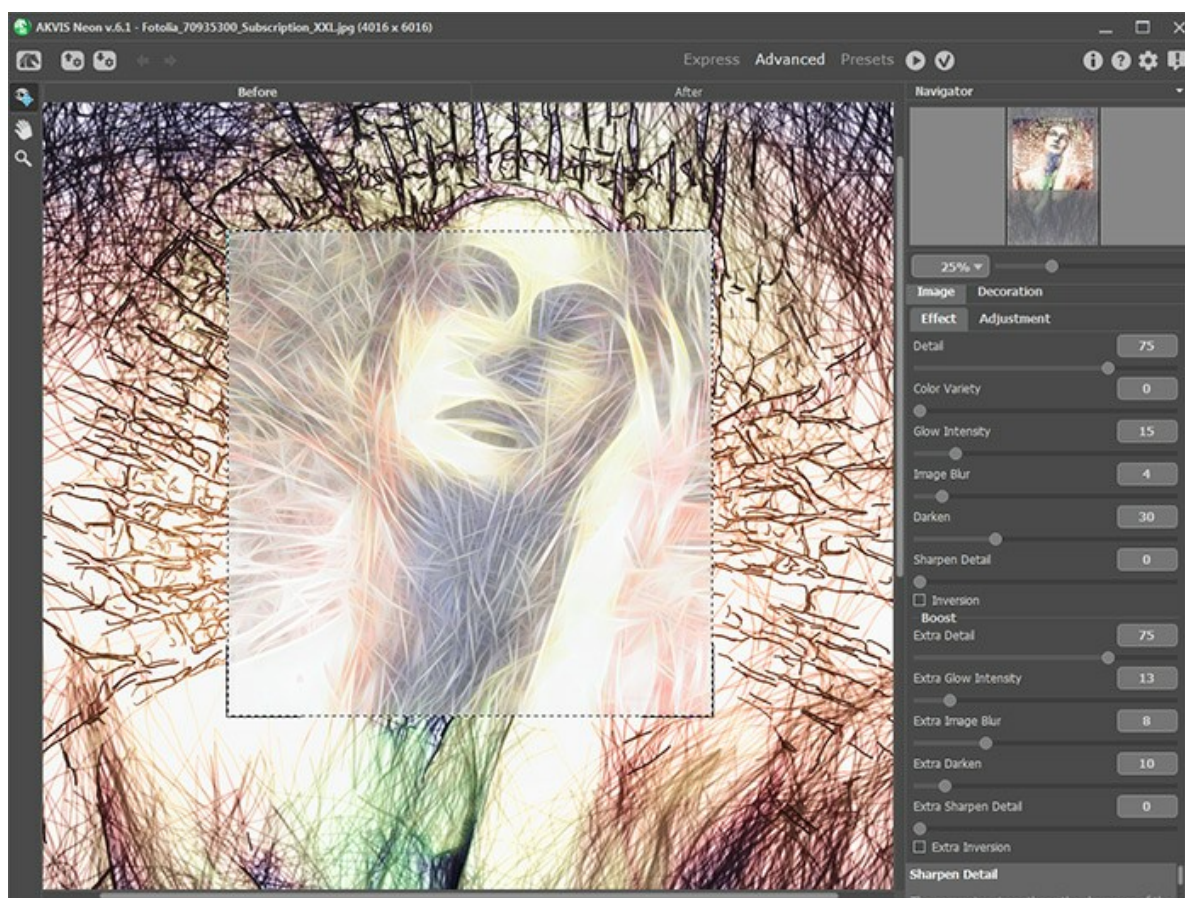 AKVIS Neon v.6.1 - Fotolia_70935300_Subscription_XXL.jpg (4016 x 6016)
Express Advanced Presets
Before After
Navigator
25%
Image Decoration
Effect Adjustment
Detail 75
Color Variety 0
Glow Intensity 15
Image Blur 4
Darken 30
Sharpen Detail 0
Inversion
Boost
Extra Detail 75
Extra Glow Intensity 13
Extra Image Blur 8
Extra Darken 10
Extra Sharpen Detail 0
Extra Inversion
Sharpen Detail